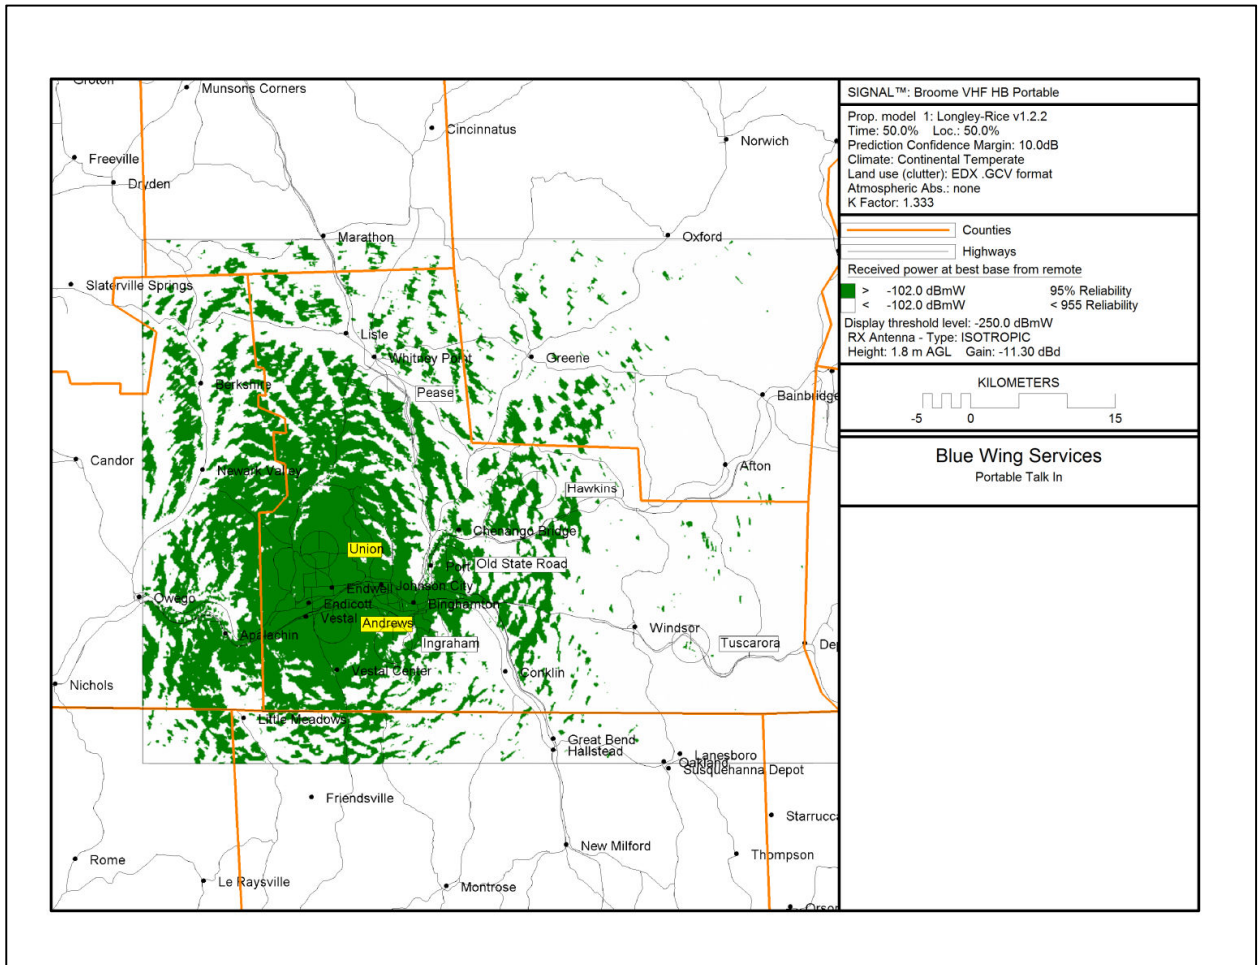 Groton
Munsons Corners
Cincinnatus
Norwich
Freeville
Dryden
Marathon
Oxford
Slaterville Springs
Lisle
Whitney Point
Greene
Berkshire
Pease
Bainbridge
Candor
Newark Valley
Afton
Hawkins
Chenango Bridge
Union
Port
Old State Road
Endwell
Johnson City
Owego
Endicott
Binghamton
Vestal
Andrews
Apalachin
Windsor
Ingraham
Tuscarora
Dep
Vestal Center
Conklin
Nichols
Little Meadows
Great Bend
Hallstead
Lanesboro
Oakland
Susquehanna Depot
Friendsville
Starrucca
New Milford
Thompson
Rome
Le Raysville
Montrose
Orson
SIGNAL™: Broome VHF HB Portable
Prop. model 1: Longley-Rice v1.2.2
Time: 50.0% Loc.: 50.0%
Prediction Confidence Margin: 10.0dB
Climate: Continental Temperate
Land use (clutter): EDX .GCV format
Atmospheric Abs.: none
K Factor: 1.333
Counties
Highways
Received power at best base from remote
> -102.0 dBmW 95% Reliability
< -102.0 dBmW < 955 Reliability
Display threshold level: -250.0 dBmW
RX Antenna - Type: ISOTROPIC
Height: 1.8 m AGL Gain: -11.30 dBd
KILOMETERS
-5 0 15
Blue Wing Services
Portable Talk In